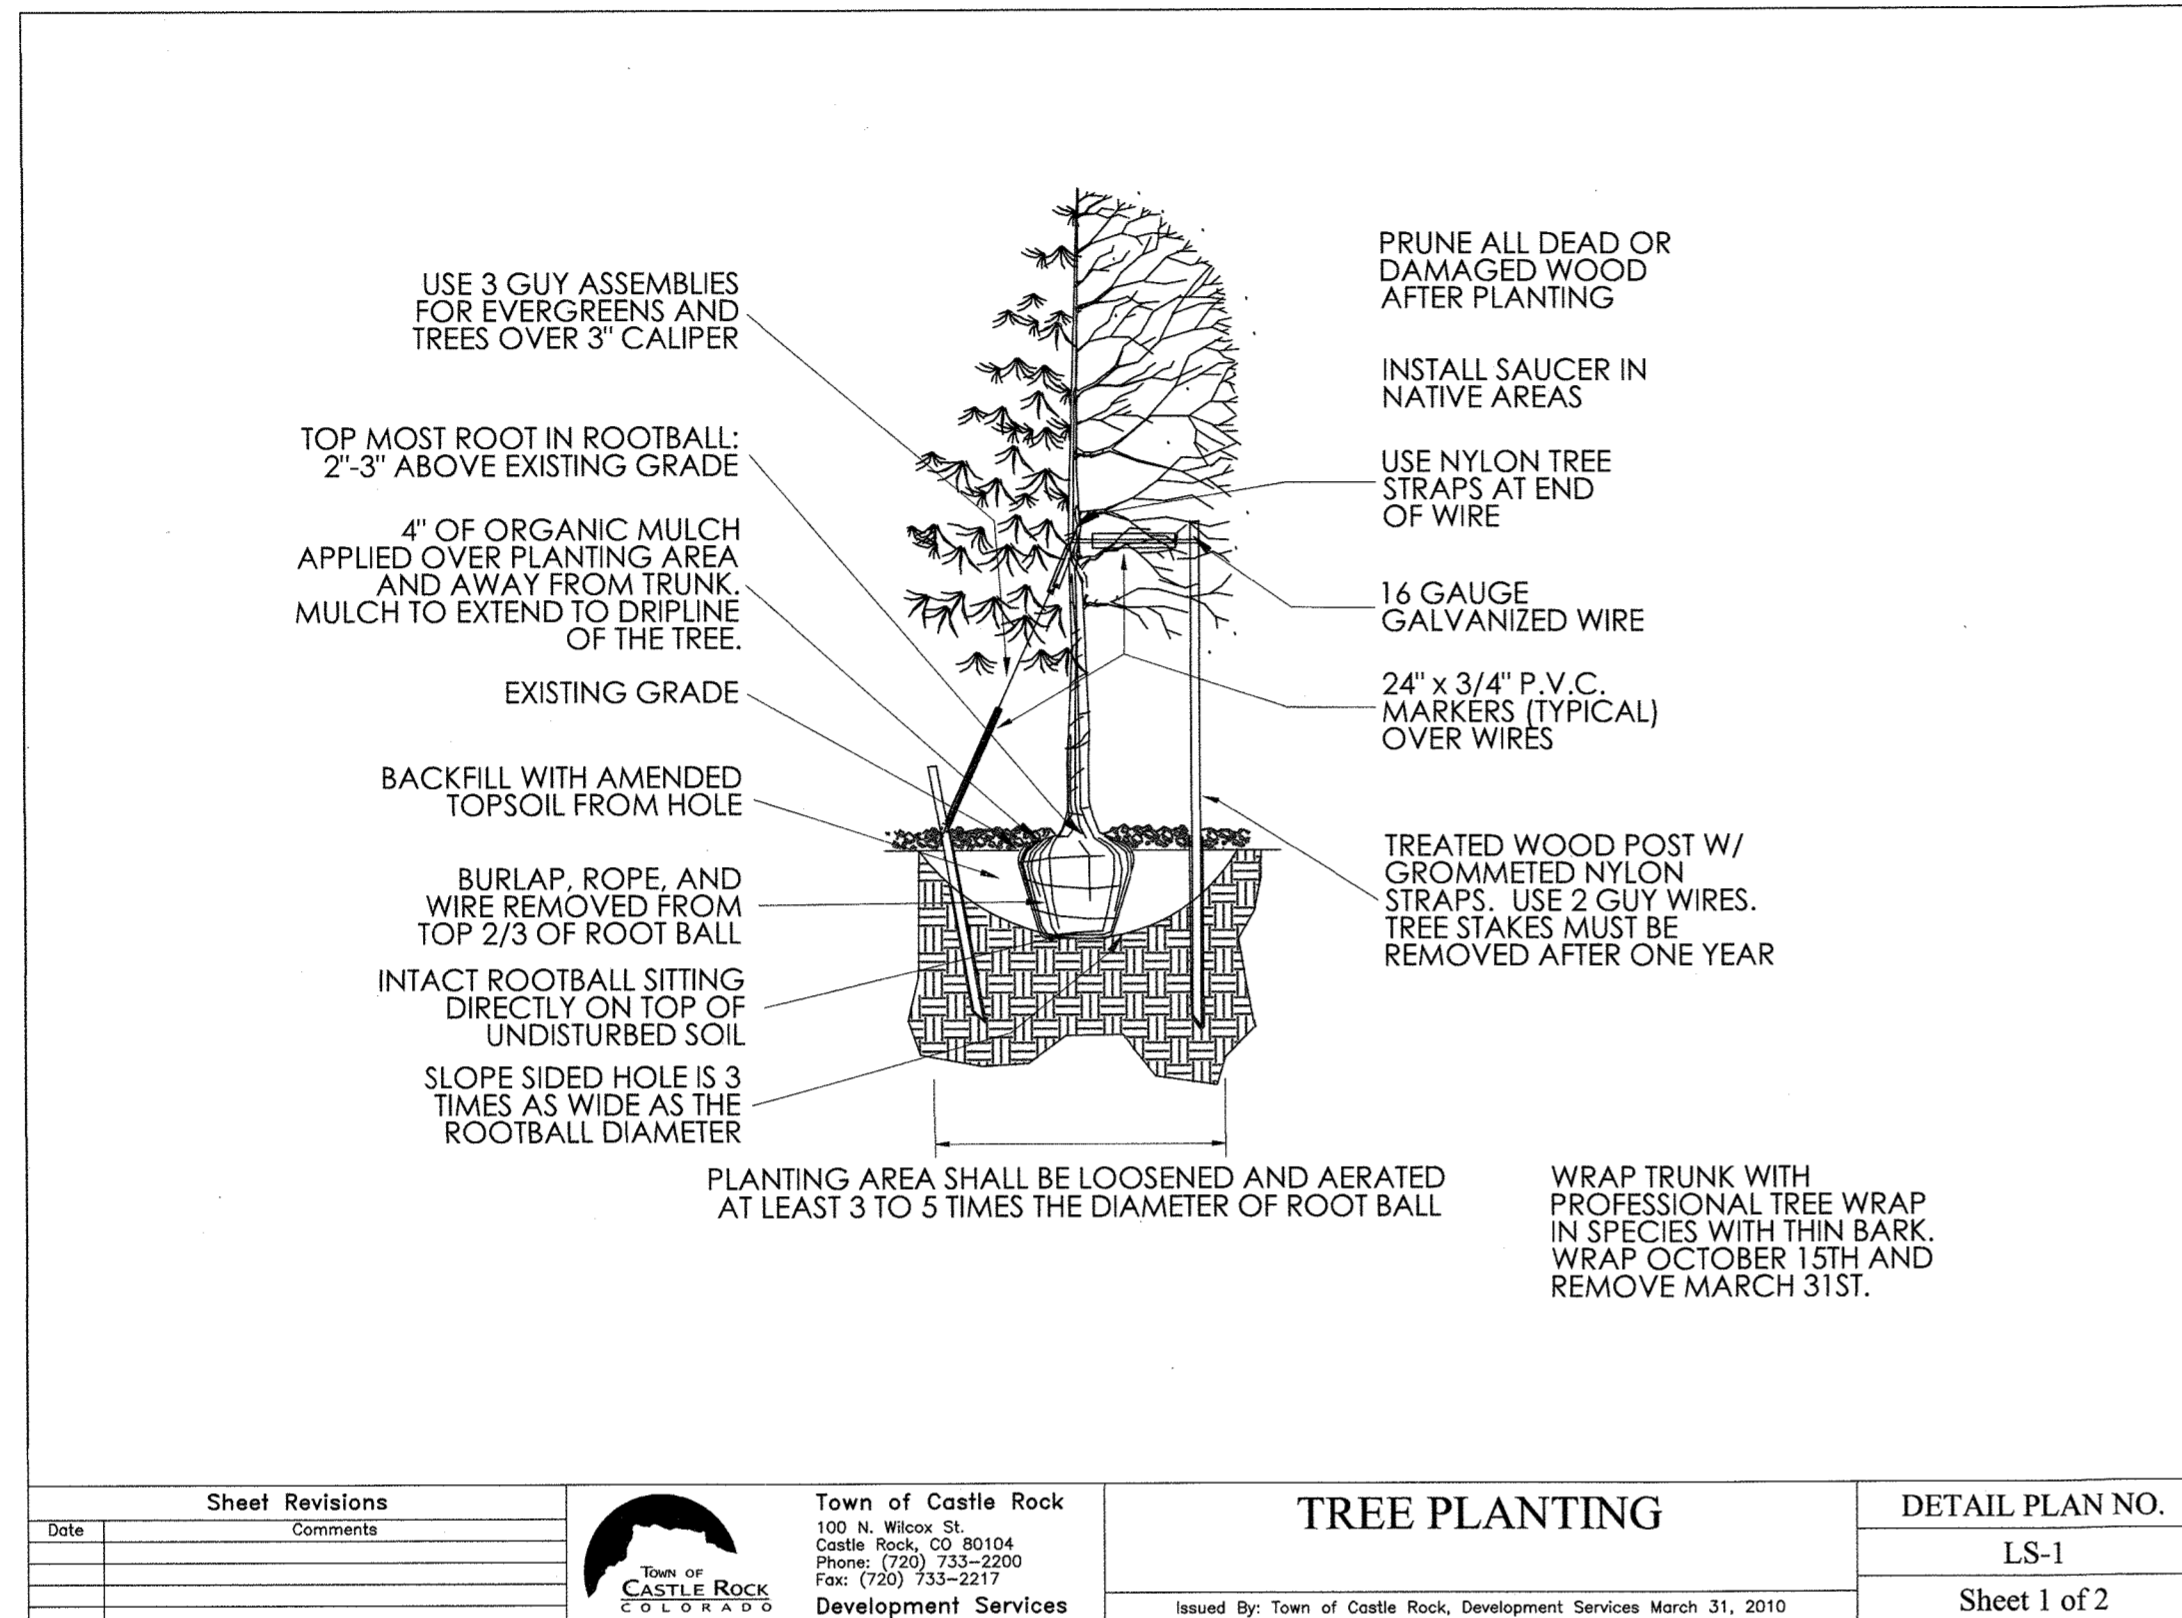 USE 3 GUY ASSEMBLIES
FOR EVERGREENS AND
TREES OVER 3" CALIPER
TOP MOST ROOT IN ROOTBALL:
2"-3" ABOVE EXISTING GRADE
4" OF ORGANIC MULCH
APPLIED OVER PLANTING AREA
AND AWAY FROM TRUNK.
MULCH TO EXTEND TO DRIPLINE
OF THE TREE.
EXISTING GRADE
BACKFILL WITH AMENDED
TOPSOIL FROM HOLE
BURLAP, ROPE, AND
WIRE REMOVED FROM
TOP 2/3 OF ROOT BALL
INTACT ROOTBALL SITTING
DIRECTLY ON TOP OF
UNDISTURBED SOIL
SLOPE SIDED HOLE IS 3
TIMES AS WIDE AS THE
ROOTBALL DIAMETER
PRUNE ALL DEAD OR
DAMAGED WOOD
AFTER PLANTING
INSTALL SAUCER IN
NATIVE AREAS
USE NYLON TREE
STRAPS AT END
OF WIRE
16 GAUGE
GALVANIZED WIRE
24" x 3/4" P.V.C.
MARKERS (TYPICAL)
OVER WIRES
TREATED WOOD POST W/
GROMMETED NYLON
STRAPS. USE 2 GUY WIRES.
TREE STAKES MUST BE
REMOVED AFTER ONE YEAR
PLANTING AREA SHALL BE LOOSENED AND AERATED
AT LEAST 3 TO 5 TIMES THE DIAMETER OF ROOT BALL
WRAP TRUNK WITH
PROFESSIONAL TREE WRAP
IN SPECIES WITH THIN BARK.
WRAP OCTOBER 15TH AND
REMOVE MARCH 31ST.
Sheet Revisions
Date Comments
TOWN OF
CASTLE ROCK
COLORADO
Town of Castle Rock
100 N. Wilcox St.
Castle Rock, CO 80104
Phone: (720) 733-2200
Fax: (720) 733-2217
Development Services
TREE PLANTING
Issued By: Town of Castle Rock, Development Services March 31, 2010
DETAIL PLAN NO.
LS-1
Sheet 1 of 2